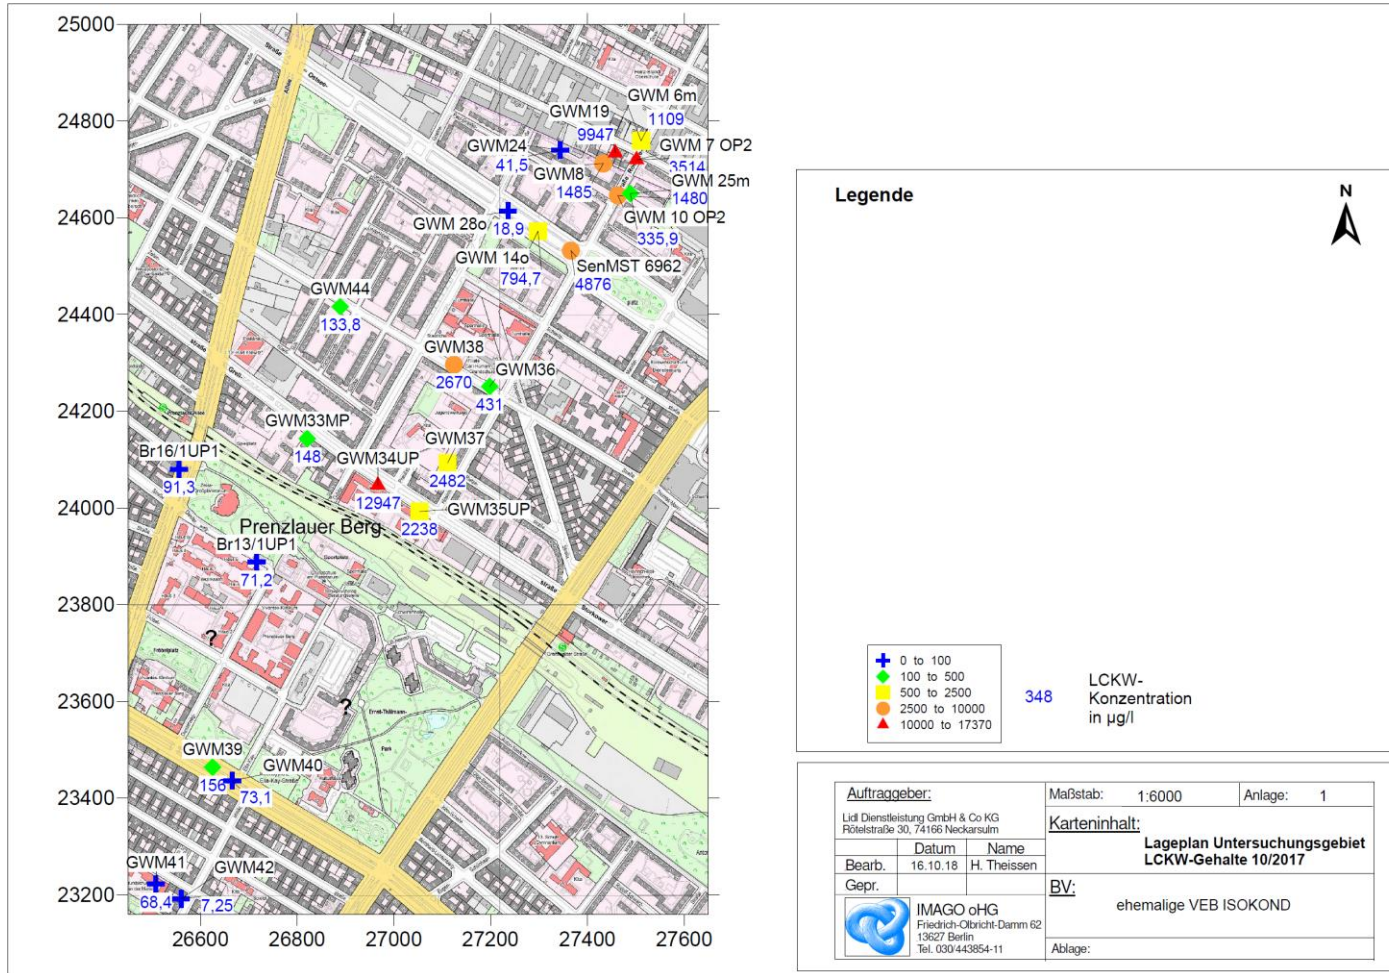 25000
24800
24600
24400
24200
24000
23800
23600
23400
23200
26600
26800
27000
27200
27400
27600
GWM 6m
1109
GWM19
9947
GWM24
41,5
GWM 7 OP2
3514
GWM8
1485
GWM 25m
1480
GWM 10 OP2
335,9
GWM 28o
18,9
GWM 14o
794,7
SenMST 6962
4876
GWM44
133,8
GWM38
2670
GWM36
431
GWM33MP
148
GWM37
2482
GWM34UP
12947
GWM35UP
2238
Br16/1UP1
91,3
Prenzlauer Berg
Br13/1UP1
71,2
?
?
Ernst-Thälmann-
Park
Fröbelplatz
Storkower
straße
GWM39
156
GWM40
73,1
GWM41
68,4
GWM42
7,25
Legende
N
0 to 100
100 to 500
500 to 2500
2500 to 10000
10000 to 17370
348
LCKW-
Konzentration
in µg/l
Auftraggeber:
Lidl Dienstleistung GmbH & Co KG
Rötelstraße 30, 74166 Neckarsulm
Datum Name
Bearb. 16.10.18 H. Theissen
Gepr.
IMAGO oHG
Friedrich-Olbricht-Damm 62
13627 Berlin
Tel. 030/443854-11
Maßstab: 1:6000 Anlage: 1
Karteninhalt:
Lageplan Untersuchungsgebiet
LCKW-Gehalte 10/2017
BV:
ehemalige VEB ISOKOND
Ablage: